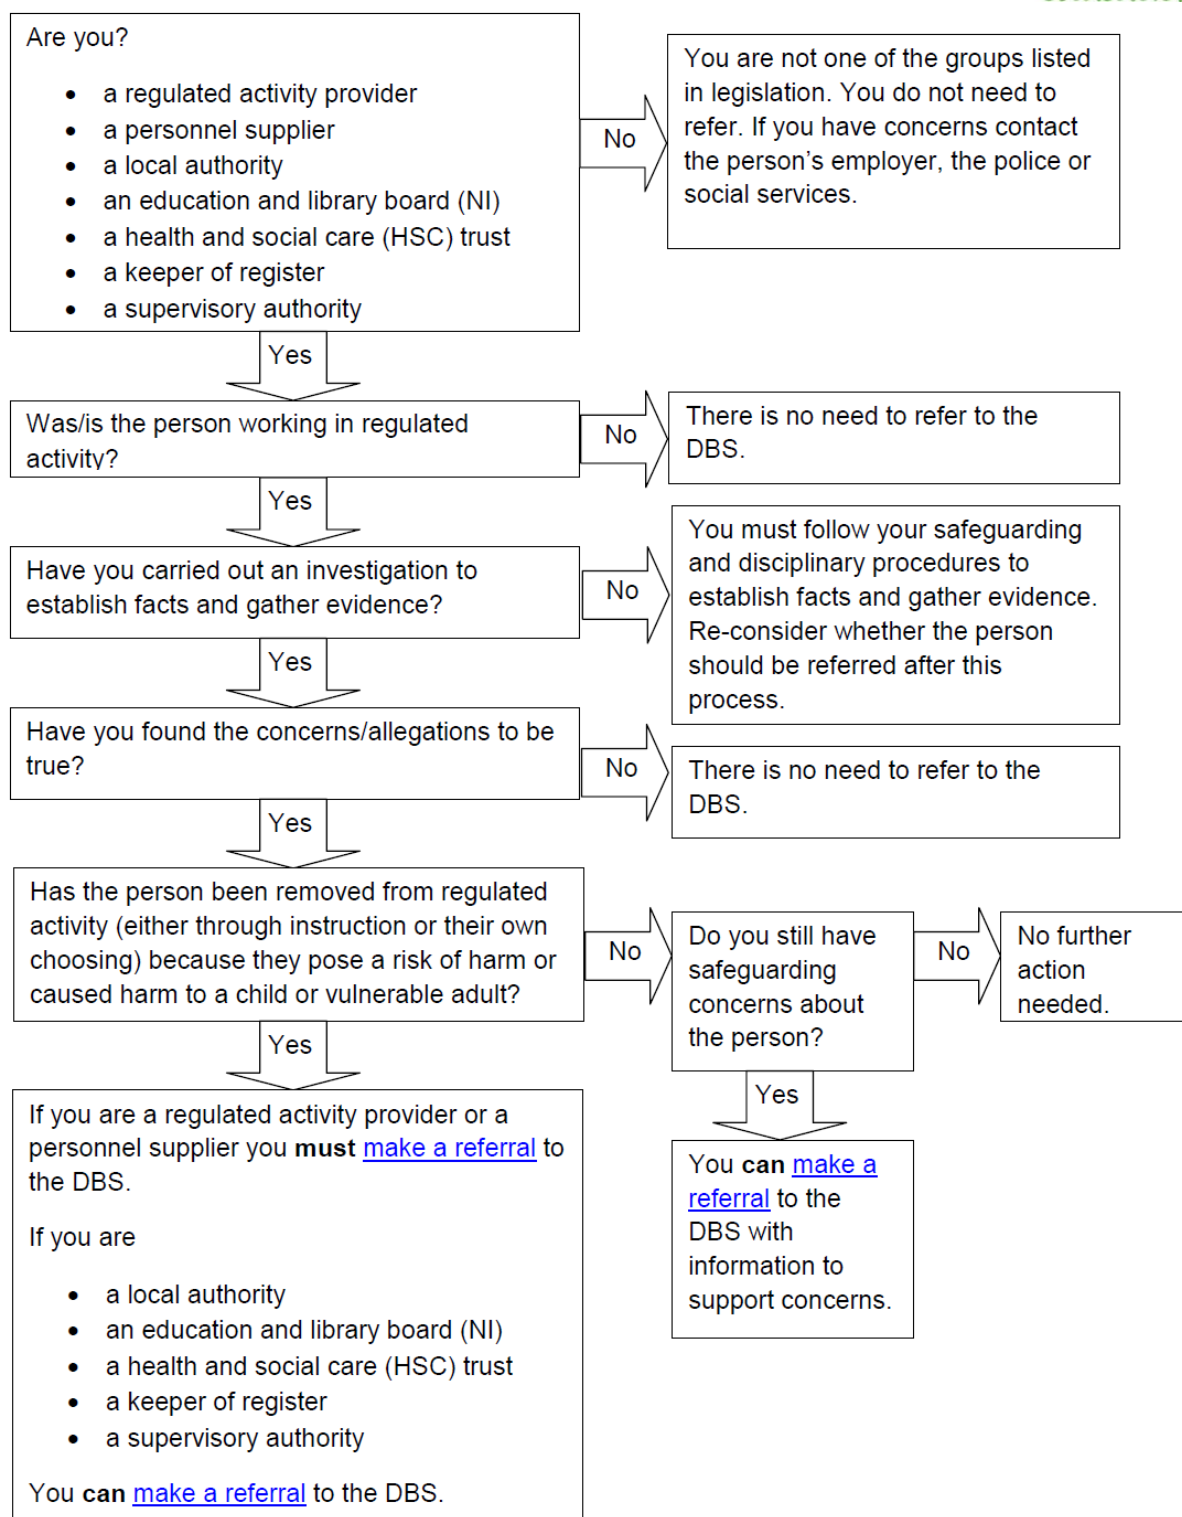 Are you?
• a regulated activity provider
• a personnel supplier
• a local authority
• an education and library board (NI)
• a health and social care (HSC) trust
• a keeper of register
• a supervisory authority
No
You are not one of the groups listed
in legislation. You do not need to
refer. If you have concerns contact
the person's employer, the police or
social services.
Yes
Was/is the person working in regulated
activity?
No
There is no need to refer to the
DBS.
Yes
Have you carried out an investigation to
establish facts and gather evidence?
No
You must follow your safeguarding
and disciplinary procedures to
establish facts and gather evidence.
Re-consider whether the person
should be referred after this
process.
Yes
Have you found the concerns/allegations to be
true?
No
There is no need to refer to the
DBS.
Yes
Has the person been removed from regulated
activity (either through instruction or their own
choosing) because they pose a risk of harm or
caused harm to a child or vulnerable adult?
No
Do you still have
safeguarding
concerns about
the person?
No
No further
action
needed.
Yes
You can make a
referral to the
DBS with
information to
support concerns.
Yes
If you are a regulated activity provider or a
personnel supplier you must make a referral to
the DBS.
If you are
• a local authority
• an education and library board (NI)
• a health and social care (HSC) trust
• a keeper of register
• a supervisory authority
You can make a referral to the DBS.